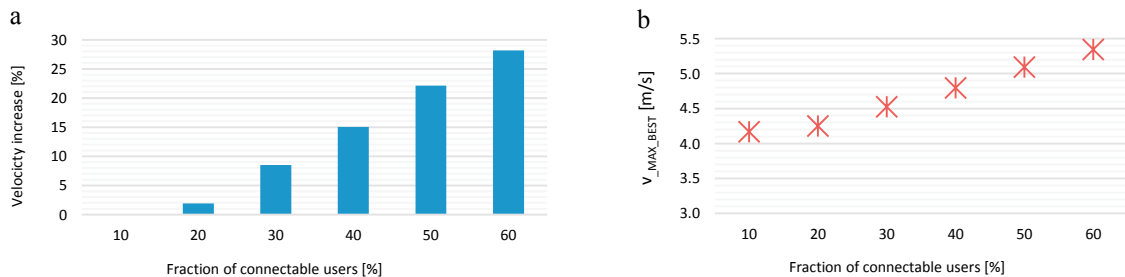 a
30
25
20
15
10
5
0
Velocicty increase [%]
10 20 30 40 50 60
Fraction of connectable users [%]
b
5.5
5.0
4.5
4.0
3.5
3.0
v_MAX_BEST [m/s]
10 20 30 40 50 60
Fraction of connectable users [%]